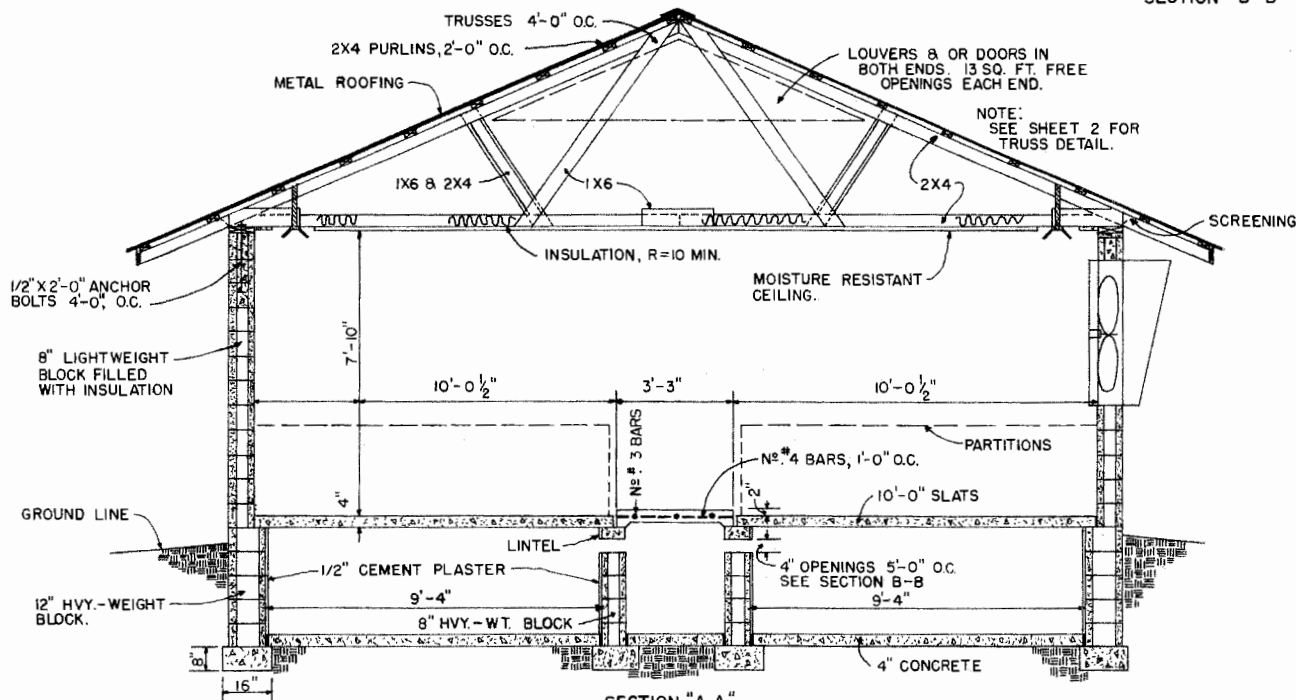 TRUSSES 4'-0" O.C.
2X4 PURLINS, 2'-0" O.C.
METAL ROOFING
LOUVERS & OR DOORS IN
BOTH ENDS. 13 SQ. FT. FREE
OPENINGS EACH END.
NOTE:
SEE SHEET 2 FOR
TRUSS DETAIL.
1X6 & 2X4
1X6
2X4
SCREENING
INSULATION, R=10 MIN.
MOISTURE RESISTANT
CEILING.
1/2" X 2'-0" ANCHOR
BOLTS 4'-0", O.C.
8" LIGHTWEIGHT
BLOCK FILLED
WITH INSULATION
7'-10"
10'-0 1/2"
3'-3"
10'-0 1/2"
Nº # 3 BARS
PARTITIONS
Nº.#4 BARS, 1'-0" O.C.
4"
2"
10'-0" SLATS
GROUND LINE
LINTEL
1/2" CEMENT PLASTER
4" OPENINGS 5'-0" O.C.
SEE SECTION B-B
12" HVY.-WEIGHT
BLOCK.
9'-4"
8" HVY.-WT. BLOCK
9'-4"
8"
16"
4" CONCRETE